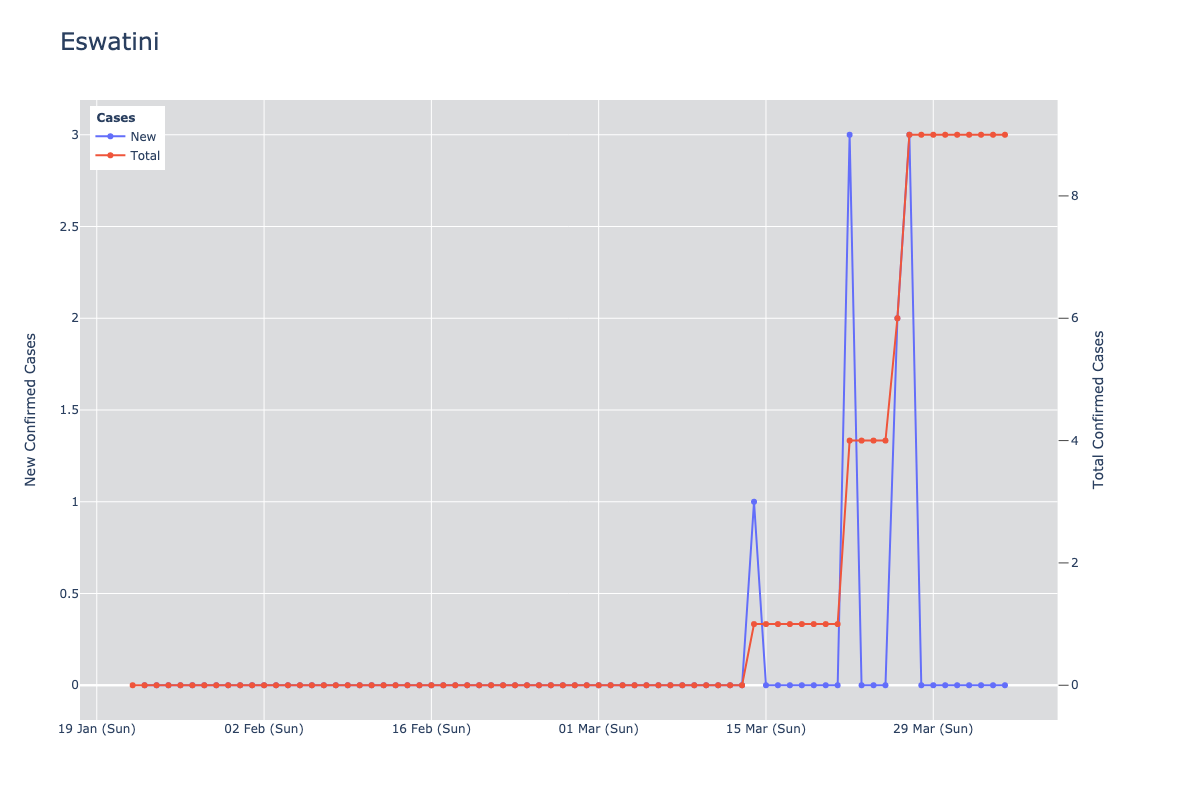 Eswatini
Cases
New
Total
3
2.5
2
1.5
1
0.5
0
New Confirmed Cases
8
6
4
2
0
Total Confirmed Cases
19 Jan (Sun)
02 Feb (Sun)
16 Feb (Sun)
01 Mar (Sun)
15 Mar (Sun)
29 Mar (Sun)